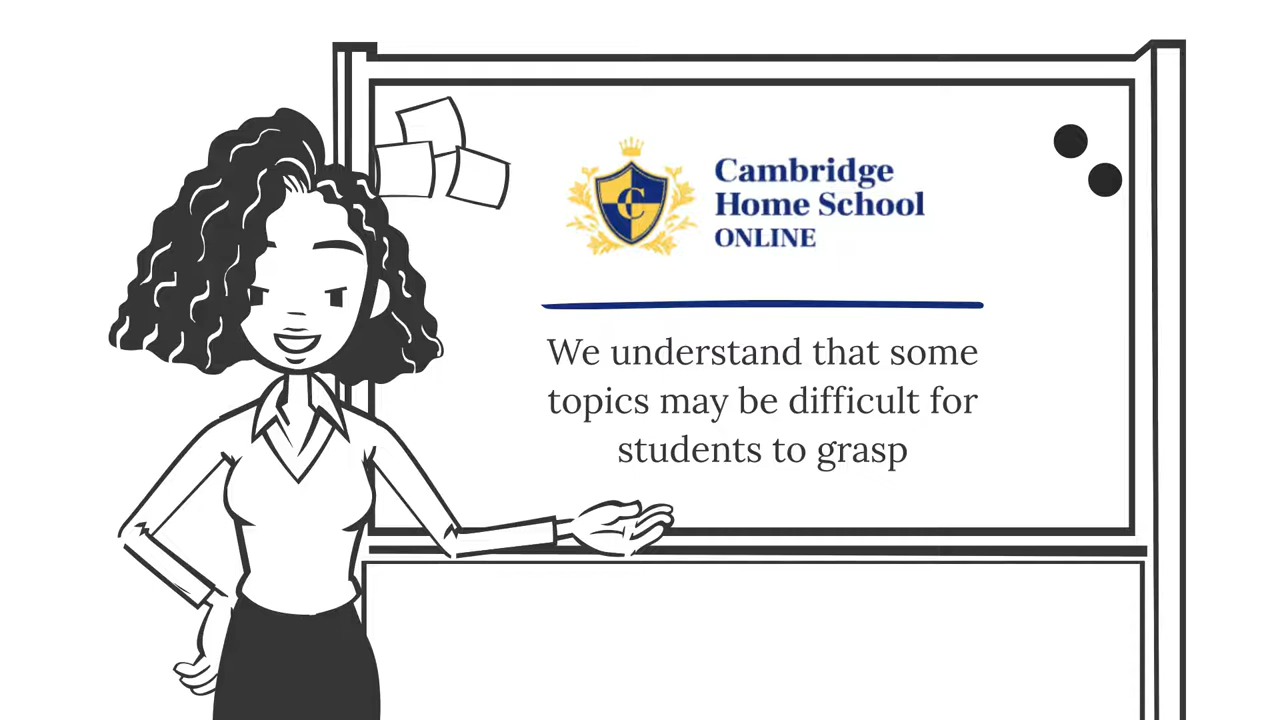 Cambridge
Home School
ONLINE
C
We understand that some
topics may be difficult for
students to grasp